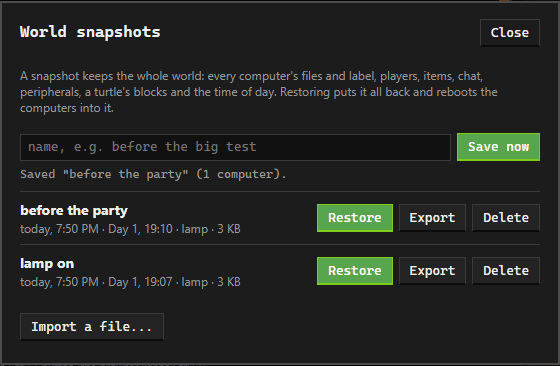 World snapshots
Close
A snapshot keeps the whole world: every computer's files and label, players, items, chat,
peripherals, a turtle's blocks and the time of day. Restoring puts it all back and reboots the
computers into it.
name, e.g. before the big test
Save now
Saved "before the party" (1 computer).
before the party
today, 7:50 PM · Day 1, 19:10 · lamp · 3 KB
Restore
Export
Delete
lamp on
today, 7:50 PM · Day 1, 19:07 · lamp · 3 KB
Restore
Export
Delete
Import a file...